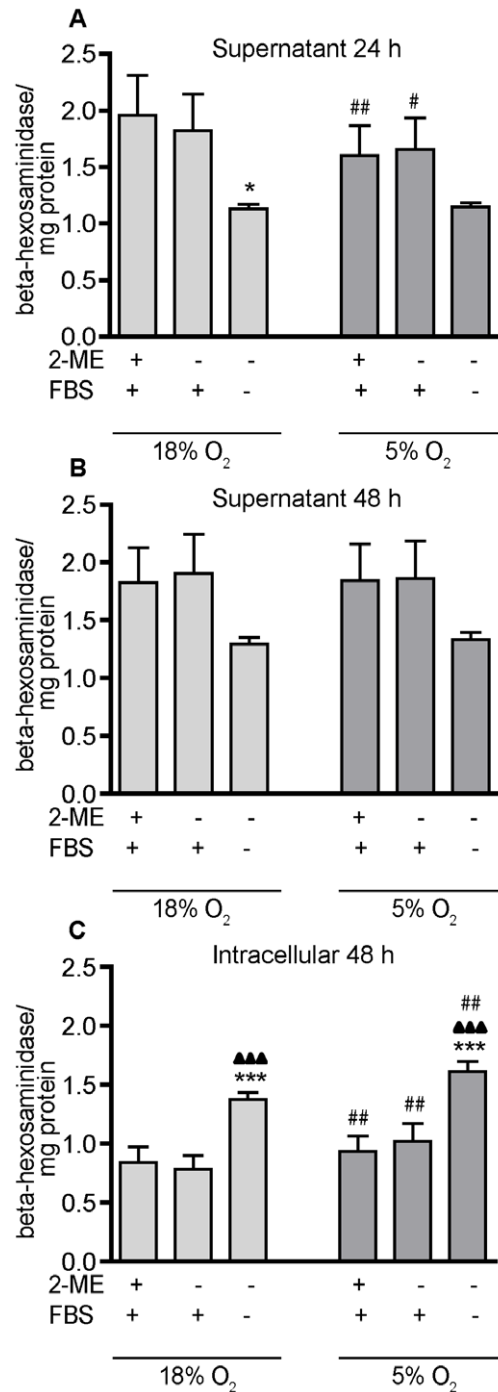 A
Supernatant 24 h
beta-hexosaminidase/
mg protein
2.5
2.0
1.5
1.0
0.5
0.0
*
## #
2-ME + - - + - -
FBS + + - + + -
18% O₂ 5% O₂
B
Supernatant 48 h
beta-hexosaminidase/
mg protein
2.5
2.0
1.5
1.0
0.5
0.0
2-ME + - - + - -
FBS + + - + + -
18% O₂ 5% O₂
C
Intracellular 48 h
beta-hexosaminidase/
mg protein
2.5
2.0
1.5
1.0
0.5
0.0
▲▲▲
***
## ##
##
▲▲▲
***
2-ME + - - + - -
FBS + + - + + -
18% O₂ 5% O₂